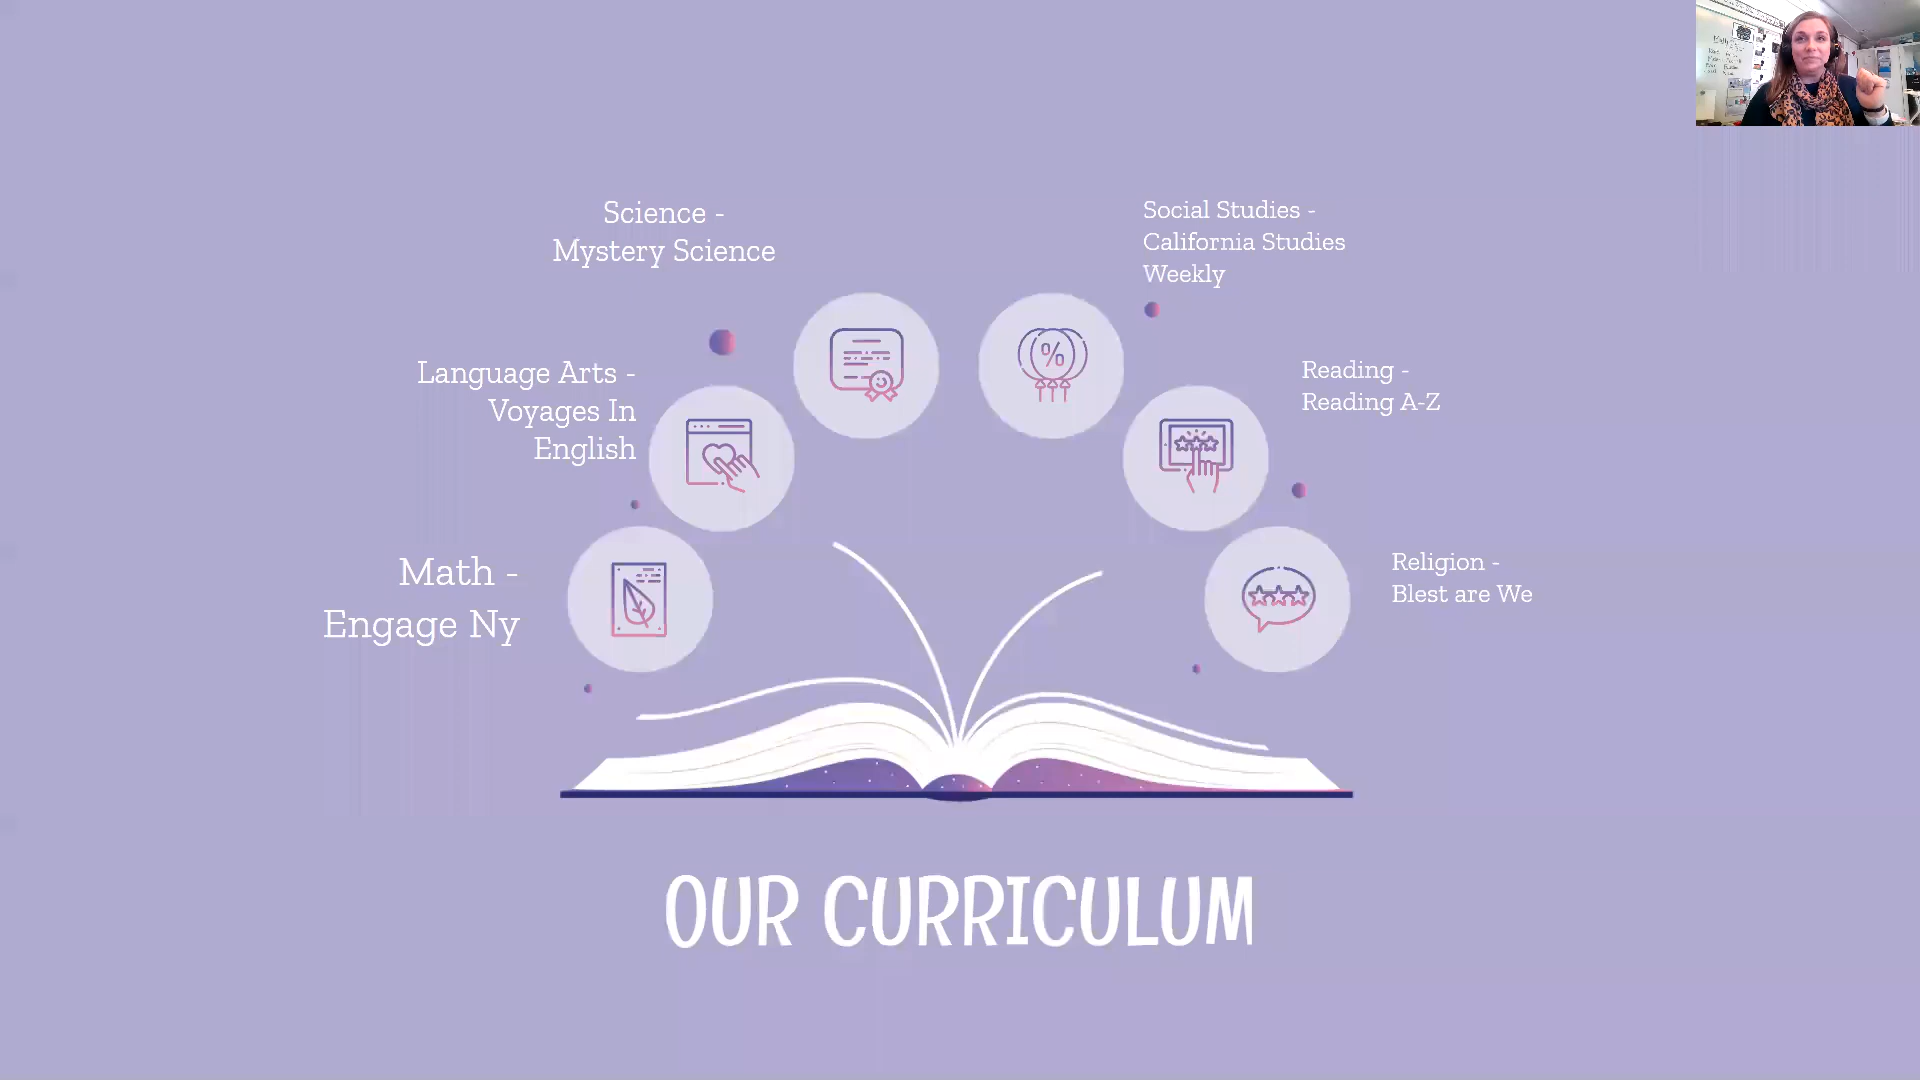 Science -
Mystery Science
Social Studies -
California Studies
Weekly
Language Arts -
Voyages In
English
Reading -
Reading A-Z
Math -
Engage Ny
Religion -
Blest are We
%
OUR CURRICULUM